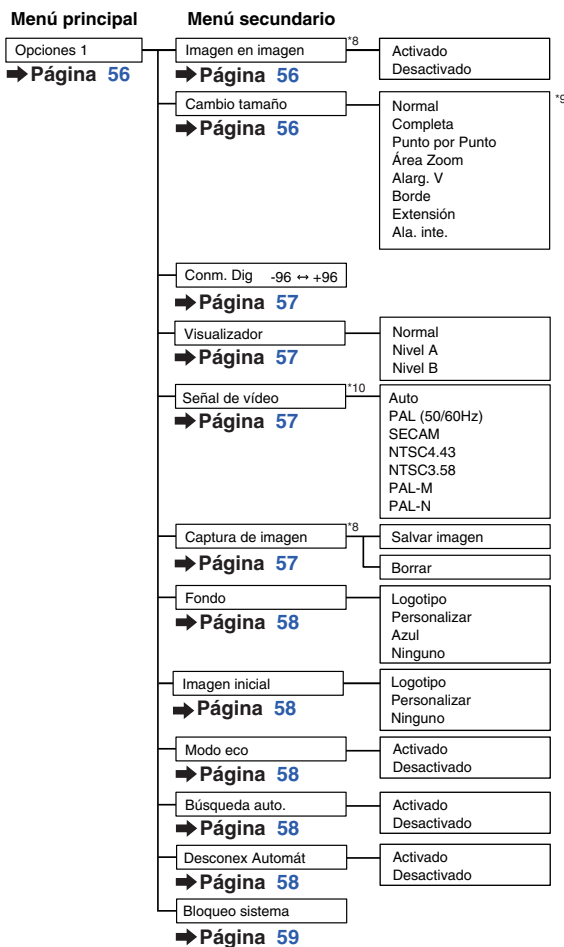 Menú principal Menú secundario
Opciones 1
➡Página 56
Imagen en imagen *8
➡Página 56
Activado
Desactivado
Cambio tamaño
➡Página 56
Normal *9
Completa
Punto por Punto
Área Zoom
Alarg. V
Borde
Extensión
Ala. inte.
Conm. Dig -96 ↔ +96
➡Página 57
Visualizador
➡Página 57
Normal
Nivel A
Nivel B
Señal de vídeo *10
➡Página 57
Auto
PAL (50/60Hz)
SECAM
NTSC4.43
NTSC3.58
PAL-M
PAL-N
Captura de imagen *8
➡Página 57
Salvar imagen
Borrar
Fondo
➡Página 58
Logotipo
Personalizar
Azul
Ninguno
Imagen inicial
➡Página 58
Logotipo
Personalizar
Ninguno
Modo eco
➡Página 58
Activado
Desactivado
Búsqueda auto.
➡Página 58
Activado
Desactivado
Desconex Automát
➡Página 58
Activado
Desactivado
Bloqueo sistema
➡Página 59